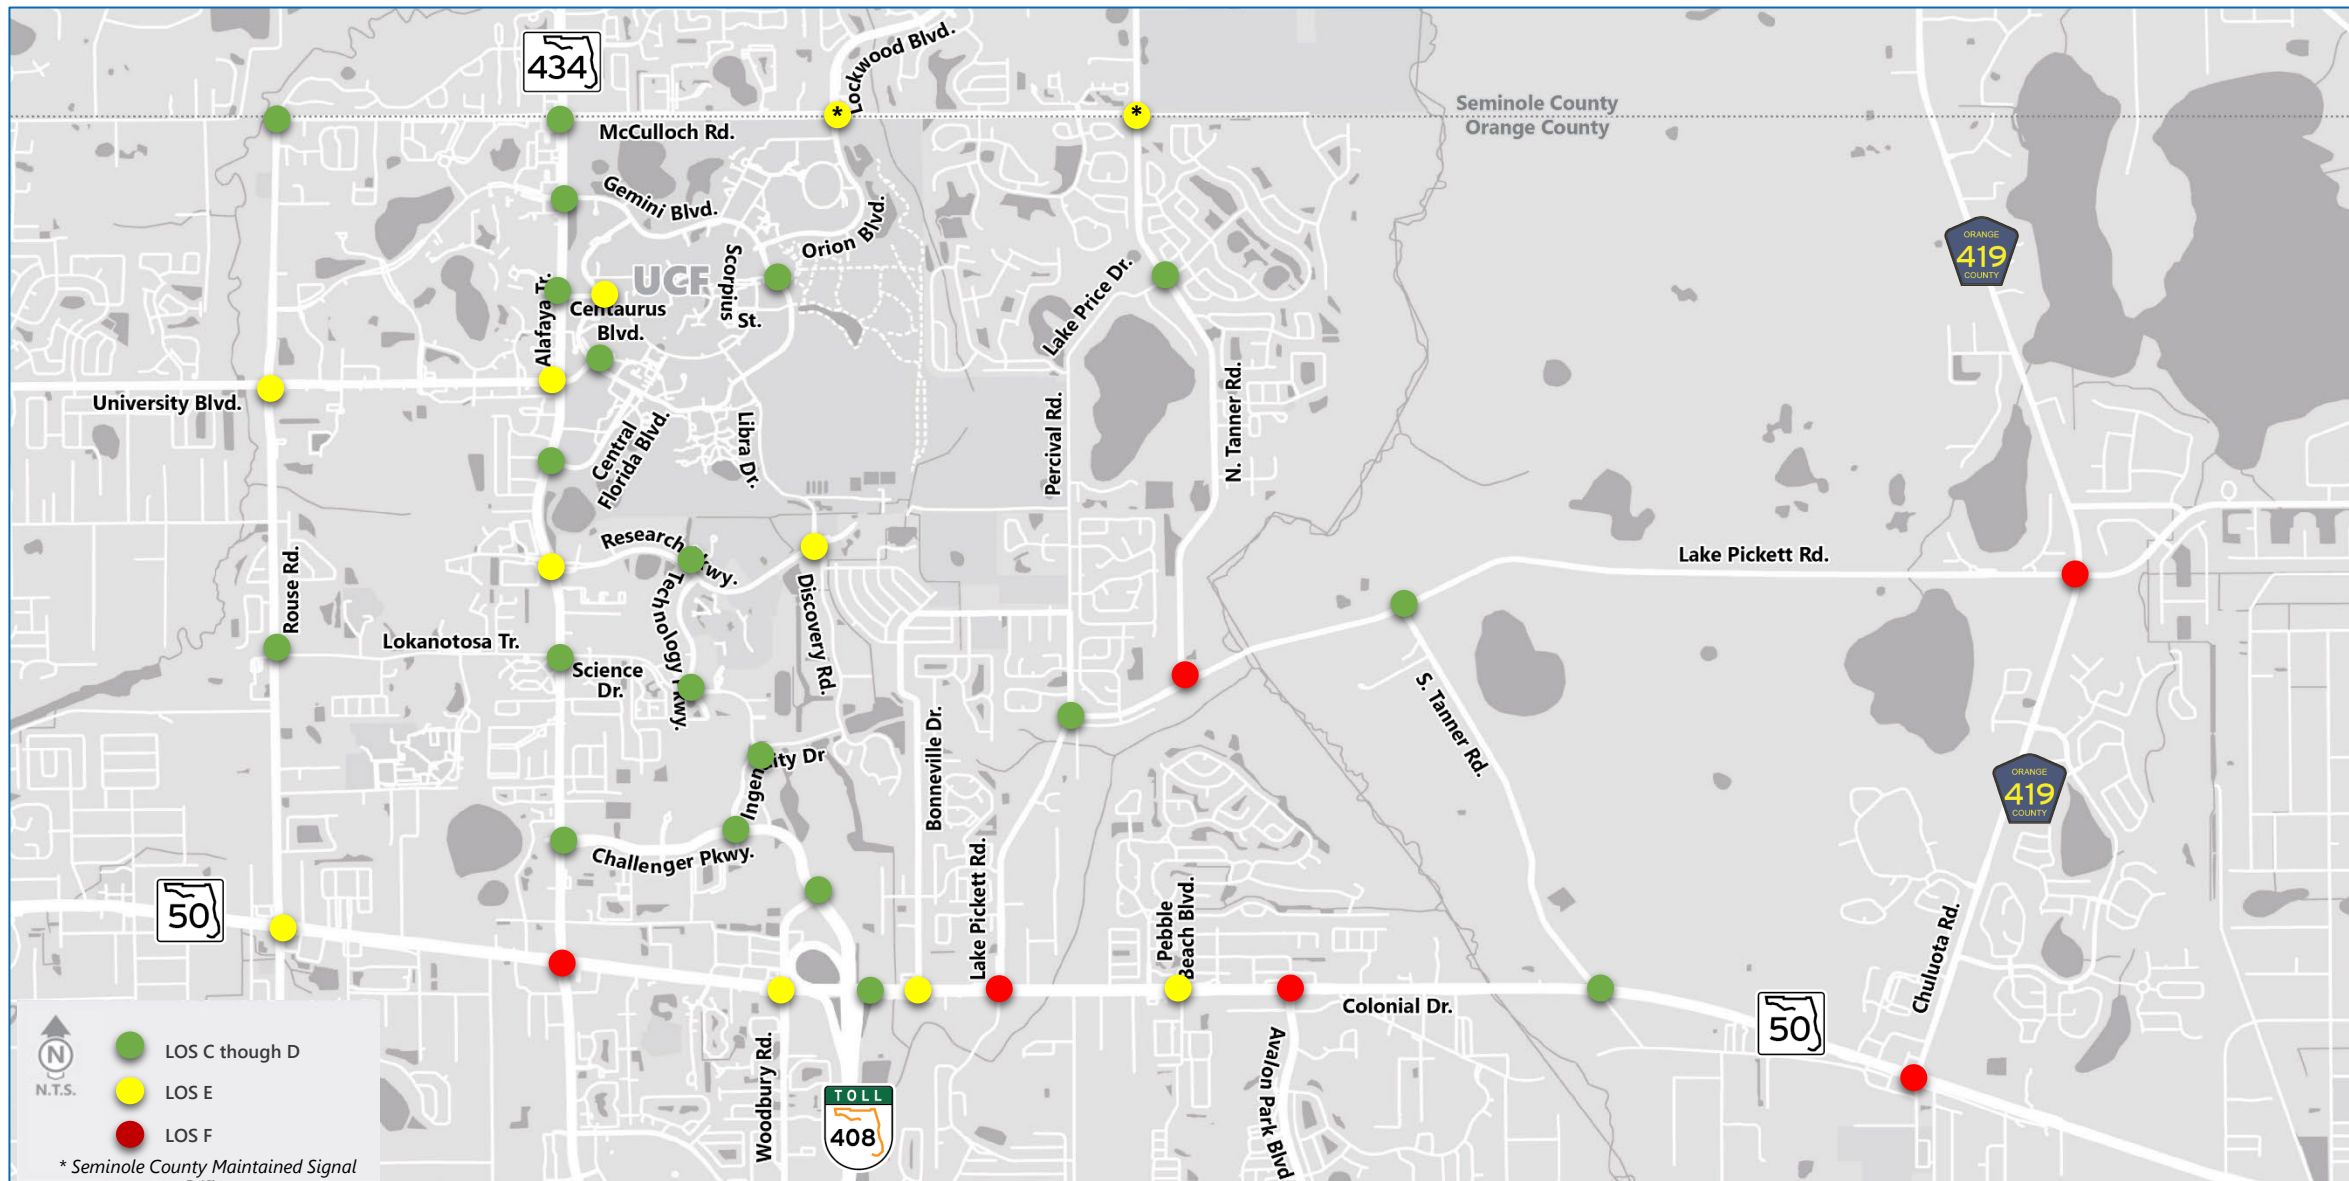 Lockwood Blvd.
434
*
*
Seminole County
Orange County
McCulloch Rd.
Gemini Blvd.
Orion Blvd.
Scorpius
St.
UCF
ORANGE
419
COUNTY
Alafaya Tr.
Centaurus
Blvd.
Lake Price Dr.
University Blvd.
N. Tanner Rd.
Percival Rd.
Central
Florida Blvd.
Libra Dr.
Research
wy.
Lake Pickett Rd.
Rouse Rd.
Technology
kwy.
Discovery Rd.
Lokanotosa Tr.
Science
Dr.
S. Tanner Rd.
Ingen
ity Dr
Bonneville Dr.
ORANGE
419
COUNTY
Challenger Pkwy.
Lake Pickett Rd.
Pebble
Beach Blvd.
50
Chuluota Rd.
Colonial Dr.
50
N
N.T.S.
LOS C though D
LOS E
LOS F
* Seminole County Maintained Signal
Woodbury Rd.
TOLL
408
Avalon Park Blvd